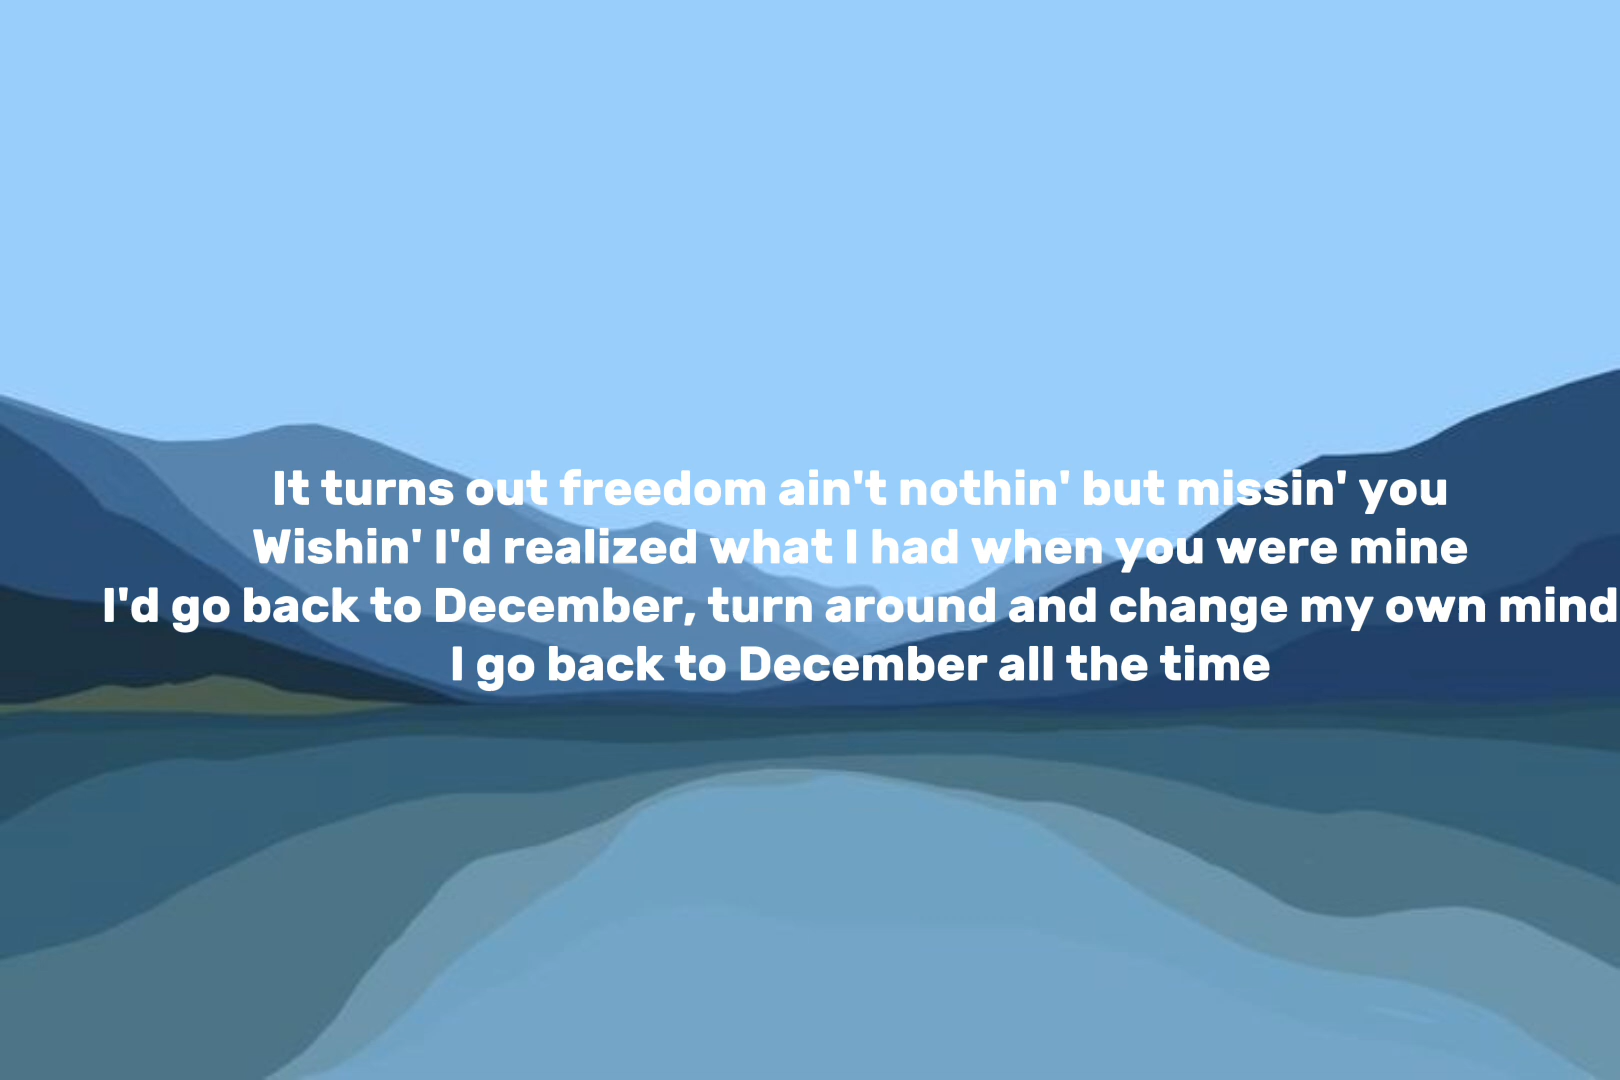 It turns out freedom ain't nothin' but missin' you
Wishin' I'd realized what I had when you were mine
I'd go back to December, turn around and change my own mind
I go back to December all the time